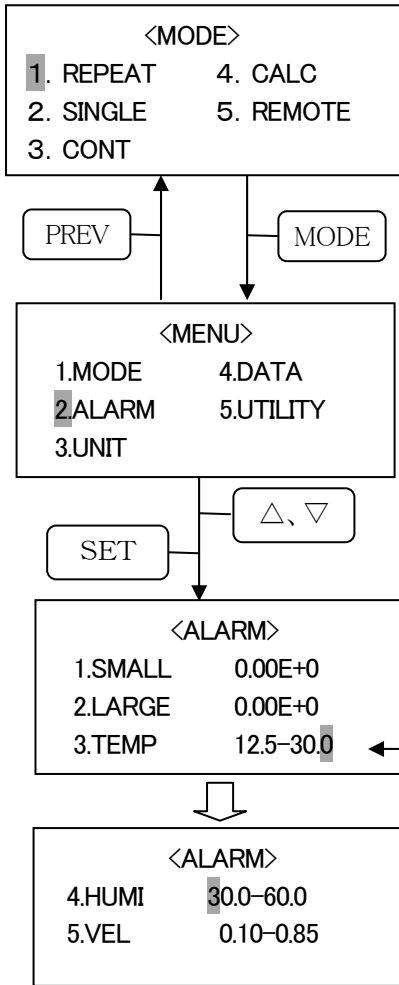 <MODE>
1. REPEAT 4. CALC
2. SINGLE 5. REMOTE
3. CONT
PREV MODE
<MENU>
1.MODE 4.DATA
2.ALARM 5.UTILITY
3.UNIT
△、▽
SET
<ALARM>
1.SMALL 0.00E+0
2.LARGE 0.00E+0
3.TEMP 12.5-30.0
<ALARM>
4.HUMI 30.0-60.0
5.VEL 0.10-0.85